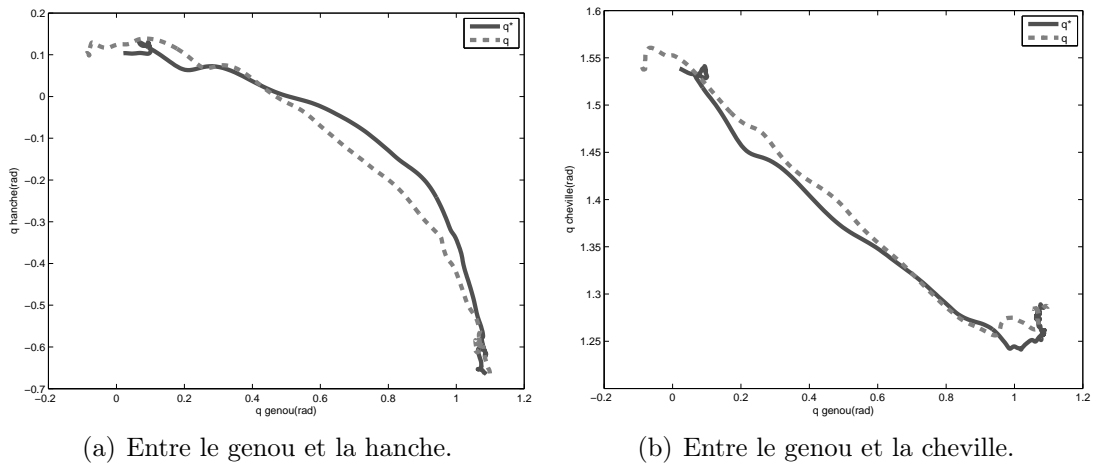 0.2
0.1
0
−0.1
−0.2
−0.3
−0.4
−0.5
−0.6
−0.7
q hanche(rad)
−0.2 0 0.2 0.4 0.6 0.8 1 1.2
q genou(rad)
q*
q
(a) Entre le genou et la hanche.
1.6
1.55
1.5
1.45
1.4
1.35
1.3
1.25
q cheville(rad)
−0.2 0 0.2 0.4 0.6 0.8 1 1.2
q genou(rad)
q*
q
(b) Entre le genou et la cheville.